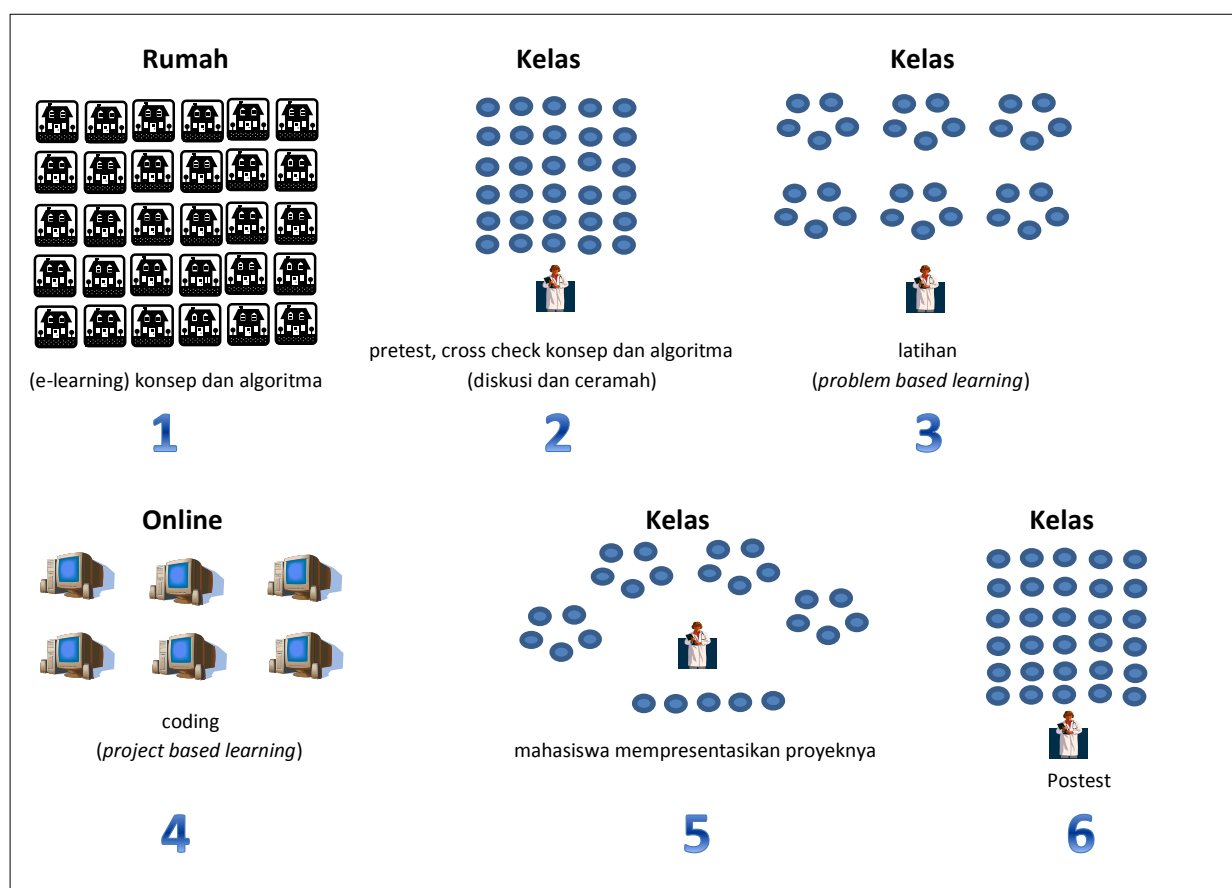 Rumah
Kelas
Kelas
(e-learning) konsep dan algoritma
pretest, cross check konsep dan algoritma
(diskusi dan ceramah)
latihan
(problem based learning)
1
2
3
Online
Kelas
Kelas
coding
(project based learning)
mahasiswa mempresentasikan proyeknya
Postest
4
5
6